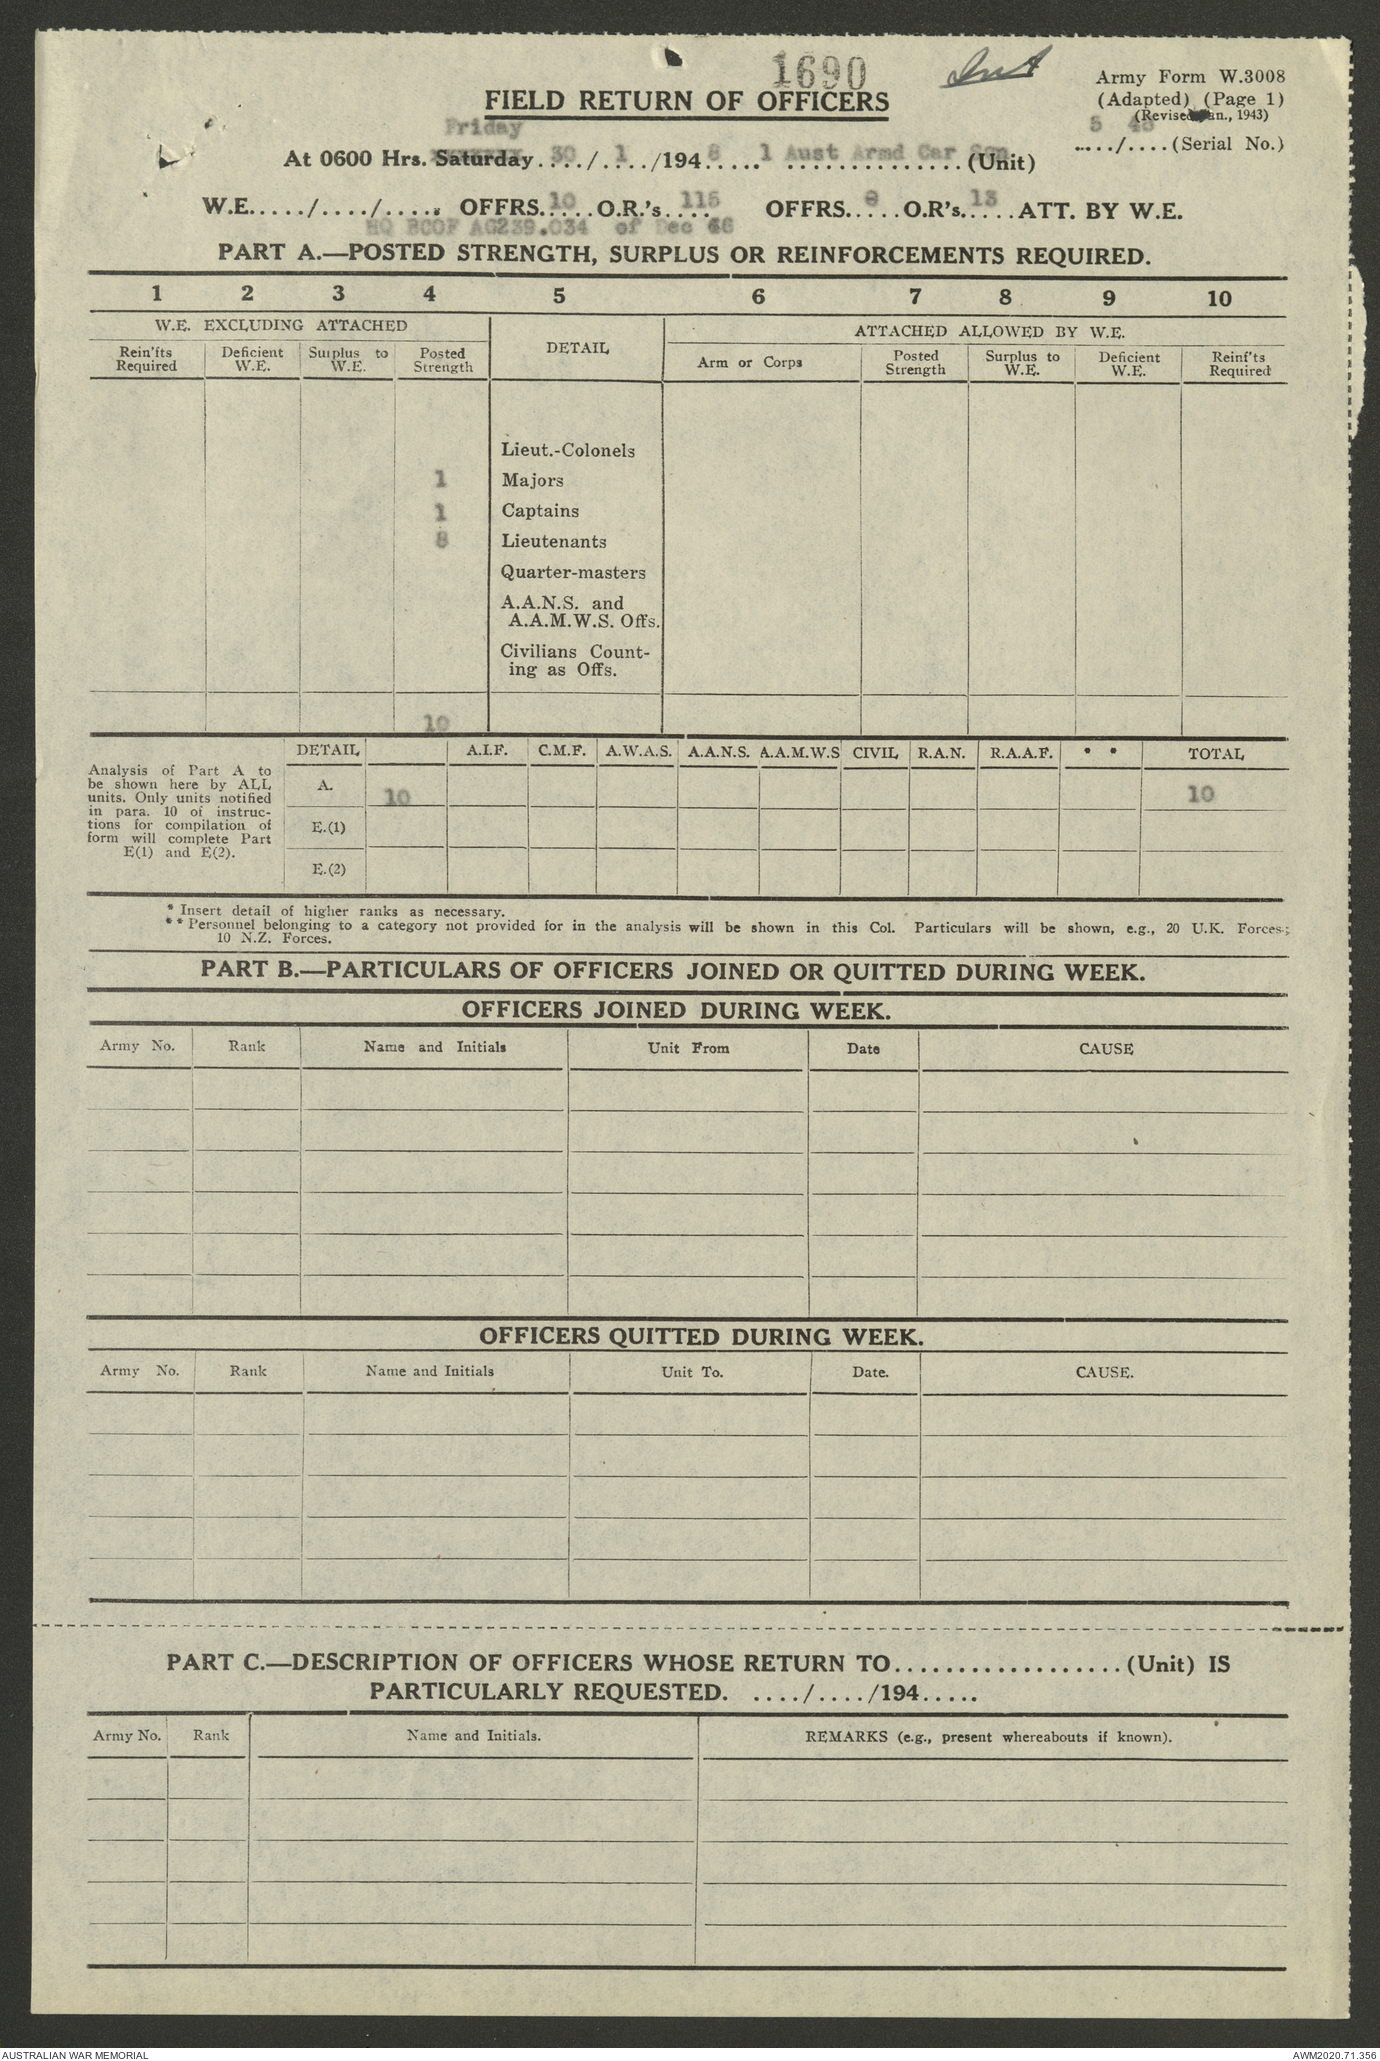 1690
FIELD RETURN OF OFFICERS
Army Form W.3008
(Adapted) (Page 1)
(Revised Jan., 1943)
5 48
...../....(Serial No.)
Friday
At 0600 Hrs. Saturday 30/1/1948 1 Aust Armd Car Sqn (Unit)
W.E...../..../..... OFFRS. 10 O.R.'s 115 OFFRS. O.R's. 13 ATT. BY W.E.
HQ BCOF AG239.034 of Dec 46
PART A.—POSTED STRENGTH, SURPLUS OR REINFORCEMENTS REQUIRED.
1 2 3 4 5 6 7 8 9 10
W.E. EXCLUDING ATTACHED DETAIL ATTACHED ALLOWED BY W.E.
Rein'fts Required Deficient W.E. Surplus to W.E. Posted Strength Arm or Corps Posted Strength Surplus to W.E. Deficient W.E. Reinf'ts Required
Lieut.-Colonels
1 Majors
1 Captains
8 Lieutenants
Quarter-masters
A.A.N.S. and
A.A.M.W.S. Offs.
Civilians Count-
ing as Offs.
10
DETAIL A.I.F. C.M.F. A.W.A.S. A.A.N.S. A.A.M.W.S CIVIL R.A.N. R.A.A.F. * * TOTAL
Analysis of Part A to
be shown here by ALL
units. Only units notified
in para. 10 of instruc-
tions for compilation of
form will complete Part
E(1) and E(2).
A. 10 10
E.(1)
E.(2)
* Insert detail of higher ranks as necessary.
** Personnel belonging to a category not provided for in the analysis will be shown in this Col. Particulars will be shown, e.g., 20 U.K. Forces;
10 N.Z. Forces.
PART B.—PARTICULARS OF OFFICERS JOINED OR QUITTED DURING WEEK.
OFFICERS JOINED DURING WEEK.
Army No. Rank Name and Initials Unit From Date CAUSE
OFFICERS QUITTED DURING WEEK.
Army No. Rank Name and Initials Unit To. Date. CAUSE.
PART C.—DESCRIPTION OF OFFICERS WHOSE RETURN TO...................(Unit) IS
PARTICULARLY REQUESTED. ..../..../194.....
Army No. Rank Name and Initials. REMARKS (e.g., present whereabouts if known).
AUSTRALIAN WAR MEMORIAL AWM2020.71.356